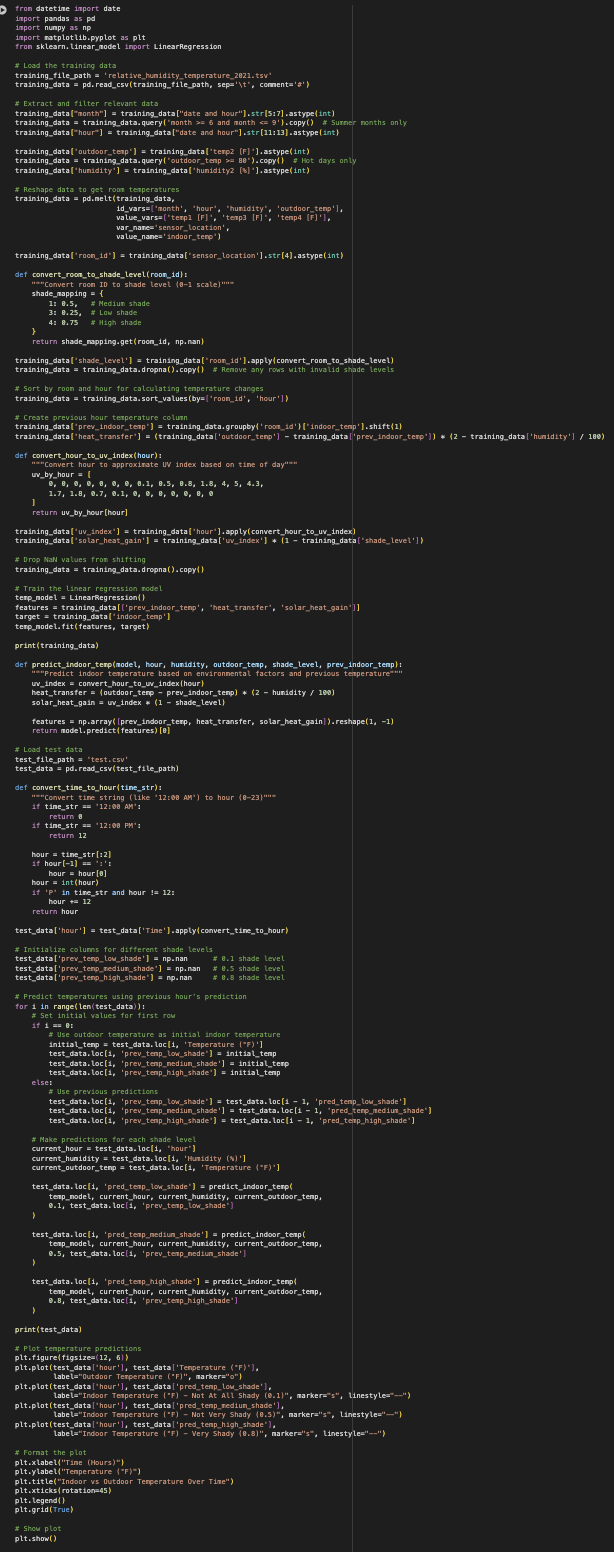 from datetime import date
import pandas as pd
import numpy as np
import matplotlib.pyplot as plt
from sklearn.linear_model import LinearRegression

# Load the training data
training_file_path = 'relative_humidity_temperature_2021.tsv'
training_data = pd.read_csv(training_file_path, sep='\t', comment='#')

# Extract and filter relevant data
training_data["month"] = training_data["date and hour"].str[5:7].astype(int)
training_data = training_data.query('month >= 6 and month <= 9').copy()  # Summer months only
training_data["hour"] = training_data["date and hour"].str[11:13].astype(int)

training_data['outdoor_temp'] = training_data['temp2 [F]'].astype(int)
training_data = training_data.query('outdoor_temp >= 80').copy()  # Hot days only
training_data['humidity'] = training_data['humidity2 [%]'].astype(int)

# Reshape data to get room temperatures
training_data = pd.melt(training_data,
                        id_vars=['month', 'hour', 'humidity', 'outdoor_temp'],
                        value_vars=['temp1 [F]', 'temp3 [F]', 'temp4 [F]'],
                        var_name='sensor_location',
                        value_name='indoor_temp')

training_data['room_id'] = training_data['sensor_location'].str[4].astype(int)

def convert_room_to_shade_level(room_id):
    """Convert room ID to shade level (0-1 scale)"""
    shade_mapping = {
        1: 0.5,   # Medium shade
        3: 0.25,  # Low shade
        4: 0.75   # High shade
    }
    return shade_mapping.get(room_id, np.nan)

training_data['shade_level'] = training_data['room_id'].apply(convert_room_to_shade_level)
training_data = training_data.dropna().copy()  # Remove any rows with invalid shade levels

# Sort by room and hour for calculating temperature changes
training_data = training_data.sort_values(by=['room_id', 'hour'])

# Create previous hour temperature column
training_data['prev_indoor_temp'] = training_data.groupby('room_id')['indoor_temp'].shift(1)
training_data['heat_transfer'] = (training_data['outdoor_temp'] - training_data['prev_indoor_temp']) * (2 - training_data['humidity'] / 100)

def convert_hour_to_uv_index(hour):
    """Convert hour to approximate UV index based on time of day"""
    uv_by_hour = [
        0, 0, 0, 0, 0, 0, 0, 0.1, 0.5, 0.8, 1.8, 4, 5, 4.3,
        1.7, 1.8, 0.7, 0.1, 0, 0, 0, 0, 0, 0, 0
    ]
    return uv_by_hour[hour]

training_data['uv_index'] = training_data['hour'].apply(convert_hour_to_uv_index)
training_data['solar_heat_gain'] = training_data['uv_index'] * (1 - training_data['shade_level'])

# Drop NaN values from shifting
training_data = training_data.dropna().copy()

# Train the linear regression model
temp_model = LinearRegression()
features = training_data[['prev_indoor_temp', 'heat_transfer', 'solar_heat_gain']]
target = training_data['indoor_temp']
temp_model.fit(features, target)

print(training_data)

def predict_indoor_temp(model, hour, humidity, outdoor_temp, shade_level, prev_indoor_temp):
    """Predict indoor temperature based on environmental factors and previous temperature"""
    uv_index = convert_hour_to_uv_index(hour)
    heat_transfer = (outdoor_temp - prev_indoor_temp) * (2 - humidity / 100)
    solar_heat_gain = uv_index * (1 - shade_level)

    features = np.array([prev_indoor_temp, heat_transfer, solar_heat_gain]).reshape(1, -1)
    return model.predict(features)[0]

# Load test data
test_file_path = 'test.csv'
test_data = pd.read_csv(test_file_path)

def convert_time_to_hour(time_str):
    """Convert time string (like '12:00 AM') to hour (0-23)"""
    if time_str == '12:00 AM':
        return 0
    if time_str == '12:00 PM':
        return 12

    hour = time_str[:2]
    if hour[-1] == ':':
        hour = hour[0]
    hour = int(hour)
    if 'P' in time_str and hour != 12:
        hour += 12
    return hour

test_data['hour'] = test_data['Time'].apply(convert_time_to_hour)

# Initialize columns for different shade levels
test_data['prev_temp_low_shade'] = np.nan     # 0.1 shade level
test_data['prev_temp_medium_shade'] = np.nan   # 0.5 shade level
test_data['prev_temp_high_shade'] = np.nan     # 0.8 shade level

# Predict temperatures using previous hour's prediction
for i in range(len(test_data)):
    # Set initial values for first row
    if i == 0:
        # Use outdoor temperature as initial indoor temperature
        initial_temp = test_data.loc[i, 'Temperature (°F)']
        test_data.loc[i, 'prev_temp_low_shade'] = initial_temp
        test_data.loc[i, 'prev_temp_medium_shade'] = initial_temp
        test_data.loc[i, 'prev_temp_high_shade'] = initial_temp
    else:
        # Use previous predictions
        test_data.loc[i, 'prev_temp_low_shade'] = test_data.loc[i - 1, 'pred_temp_low_shade']
        test_data.loc[i, 'prev_temp_medium_shade'] = test_data.loc[i - 1, 'pred_temp_medium_shade']
        test_data.loc[i, 'prev_temp_high_shade'] = test_data.loc[i - 1, 'pred_temp_high_shade']

    # Make predictions for each shade level
    current_hour = test_data.loc[i, 'hour']
    current_humidity = test_data.loc[i, 'Humidity (%)']
    current_outdoor_temp = test_data.loc[i, 'Temperature (°F)']

    test_data.loc[i, 'pred_temp_low_shade'] = predict_indoor_temp(
        temp_model, current_hour, current_humidity, current_outdoor_temp,
        0.1, test_data.loc[i, 'prev_temp_low_shade']
    )

    test_data.loc[i, 'pred_temp_medium_shade'] = predict_indoor_temp(
        temp_model, current_hour, current_humidity, current_outdoor_temp,
        0.5, test_data.loc[i, 'prev_temp_medium_shade']
    )

    test_data.loc[i, 'pred_temp_high_shade'] = predict_indoor_temp(
        temp_model, current_hour, current_humidity, current_outdoor_temp,
        0.8, test_data.loc[i, 'prev_temp_high_shade']
    )

print(test_data)

# Plot temperature predictions
plt.figure(figsize=(12, 6))
plt.plot(test_data['hour'], test_data['Temperature (°F)'],
         label="Outdoor Temperature (°F)", marker="o")
plt.plot(test_data['hour'], test_data['pred_temp_low_shade'],
         label="Indoor Temperature (°F) - Not At All Shady (0.1)", marker="s", linestyle="--")
plt.plot(test_data['hour'], test_data['pred_temp_medium_shade'],
         label="Indoor Temperature (°F) - Not Very Shady (0.5)", marker="s", linestyle="--")
plt.plot(test_data['hour'], test_data['pred_temp_high_shade'],
         label="Indoor Temperature (°F) - Very Shady (0.8)", marker="s", linestyle="--")

# Format the plot
plt.xlabel("Time (Hours)")
plt.ylabel("Temperature (°F)")
plt.title("Indoor vs Outdoor Temperature Over Time")
plt.xticks(rotation=45)
plt.legend()
plt.grid(True)

# Show plot
plt.show()